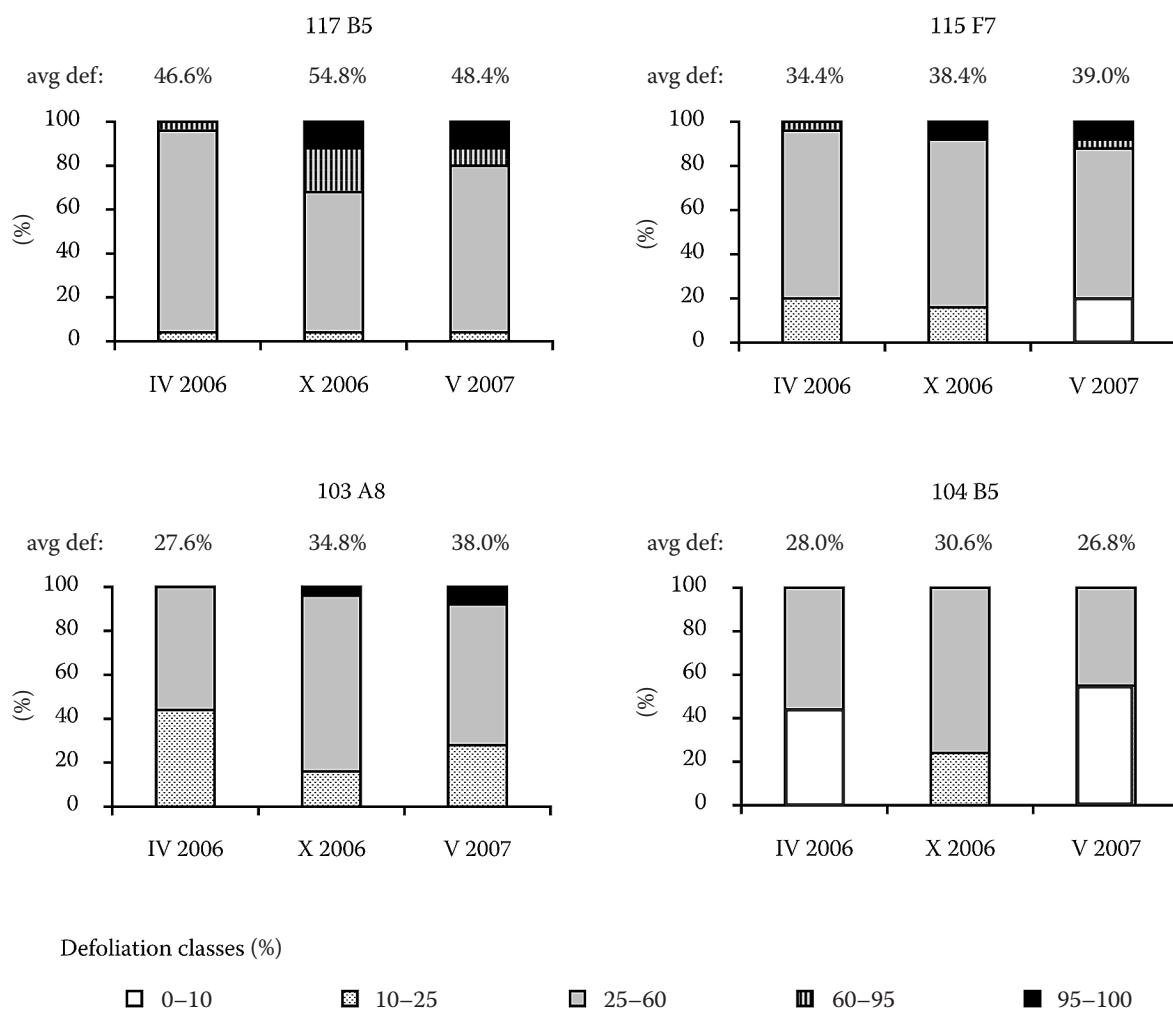 117 B5
avg def: 46.6% 54.8% 48.4%
100
80
60
40
20
0
(%)
IV 2006 X 2006 V 2007
115 F7
avg def: 34.4% 38.4% 39.0%
100
80
60
40
20
0
(%)
IV 2006 X 2006 V 2007
103 A8
avg def: 27.6% 34.8% 38.0%
100
80
60
40
20
0
(%)
IV 2006 X 2006 V 2007
104 B5
avg def: 28.0% 30.6% 26.8%
100
80
60
40
20
0
(%)
IV 2006 X 2006 V 2007
Defoliation classes (%)
0–10 10–25 25–60 60–95 95–100